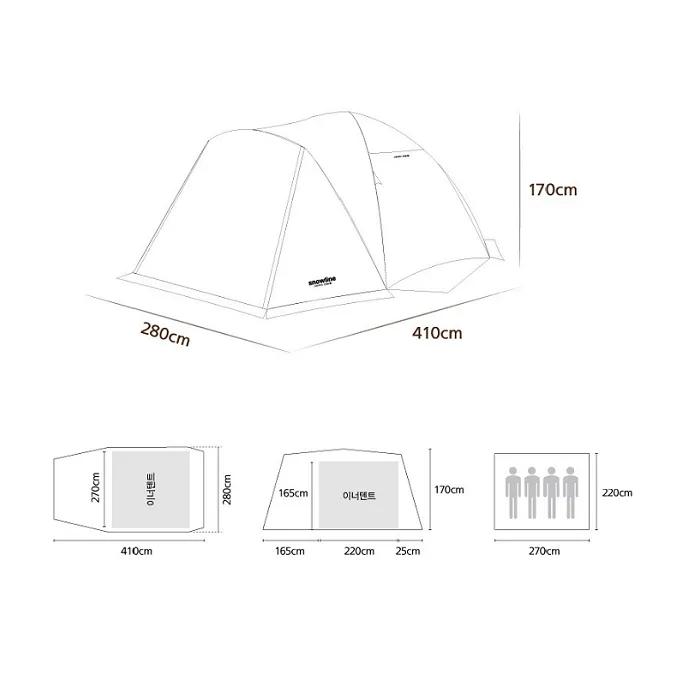 170cm
snowline
280cm
410cm
270cm
이너텐트
280cm
410cm
165cm
이너텐트
170cm
165cm
220cm
25cm
220cm
270cm